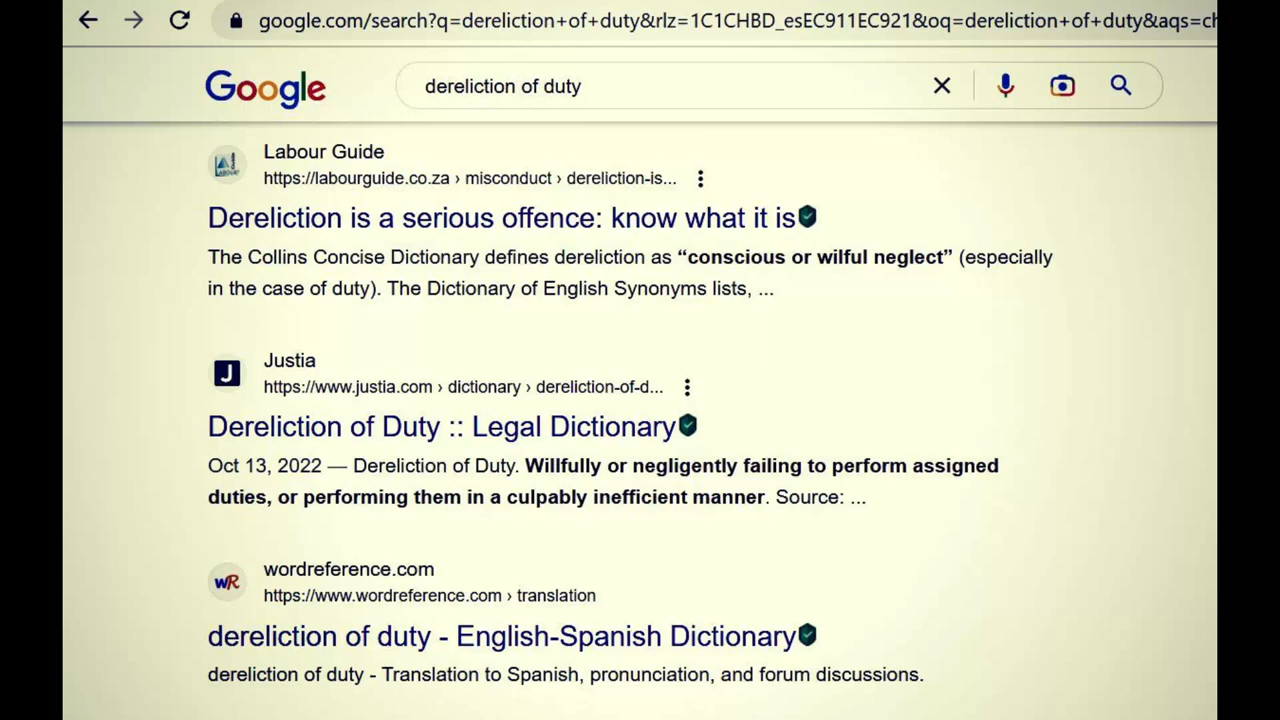 google.com/search?q=dereliction+of+duty&rlz=1C1CHBD_esEC911EC921&oq=dereliction+of+duty&aqs=ch
Google
dereliction of duty
Labour Guide
https://labourguide.co.za › misconduct › dereliction-is...
Dereliction is a serious offence: know what it is
The Collins Concise Dictionary defines dereliction as “conscious or wilful neglect” (especially
in the case of duty). The Dictionary of English Synonyms lists, ...
J
Justia
https://www.justia.com › dictionary › dereliction-of-d...
Dereliction of Duty :: Legal Dictionary
Oct 13, 2022 — Dereliction of Duty. Willfully or negligently failing to perform assigned
duties, or performing them in a culpably inefficient manner. Source: ...
wR
wordreference.com
https://www.wordreference.com › translation
dereliction of duty - English-Spanish Dictionary
dereliction of duty - Translation to Spanish, pronunciation, and forum discussions.